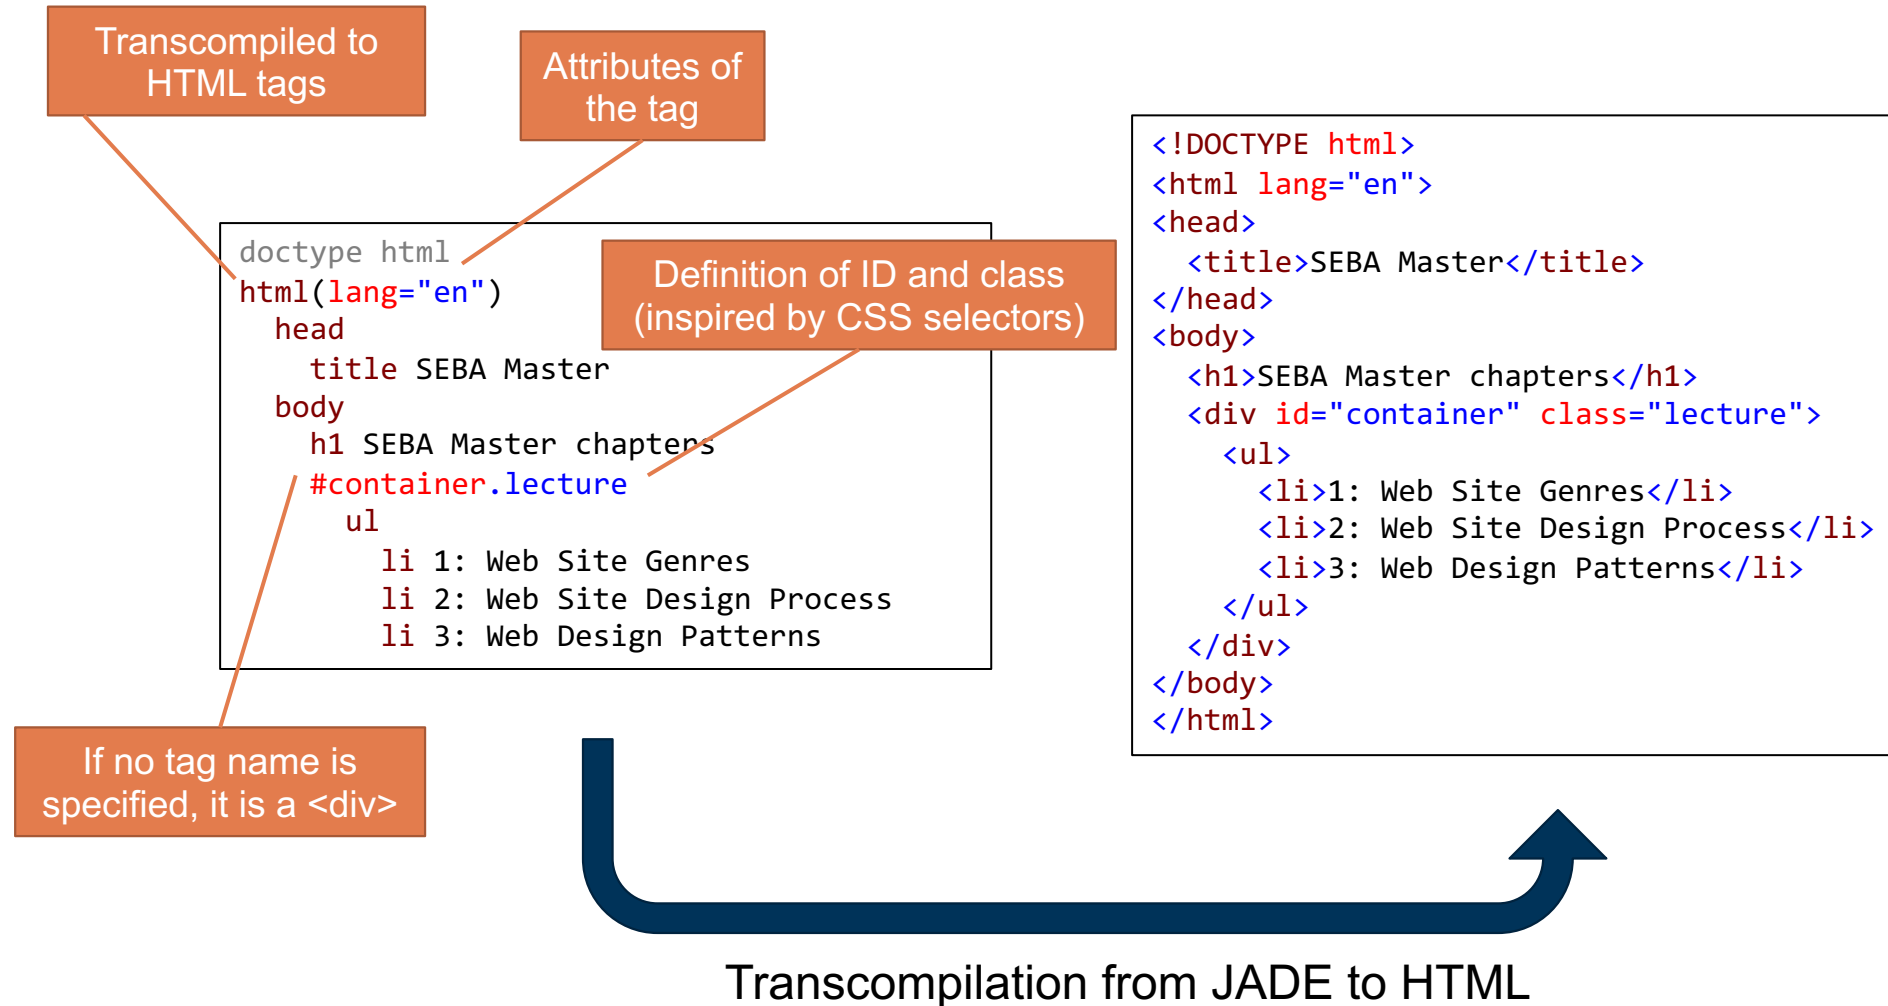 Transcompiled to
HTML tags
Attributes of
the tag
doctype html
html(lang="en")
head
title SEBA Master
body
h1 SEBA Master chapters
#container.lecture
ul
li 1: Web Site Genres
li 2: Web Site Design Process
li 3: Web Design Patterns
Definition of ID and class
(inspired by CSS selectors)
If no tag name is
specified, it is a <div>
<!DOCTYPE html>
<html lang="en">
<head>
<title>SEBA Master</title>
</head>
<body>
<h1>SEBA Master chapters</h1>
<div id="container" class="lecture">
<ul>
<li>1: Web Site Genres</li>
<li>2: Web Site Design Process</li>
<li>3: Web Design Patterns</li>
</ul>
</div>
</body>
</html>
Transcompilation from JADE to HTML